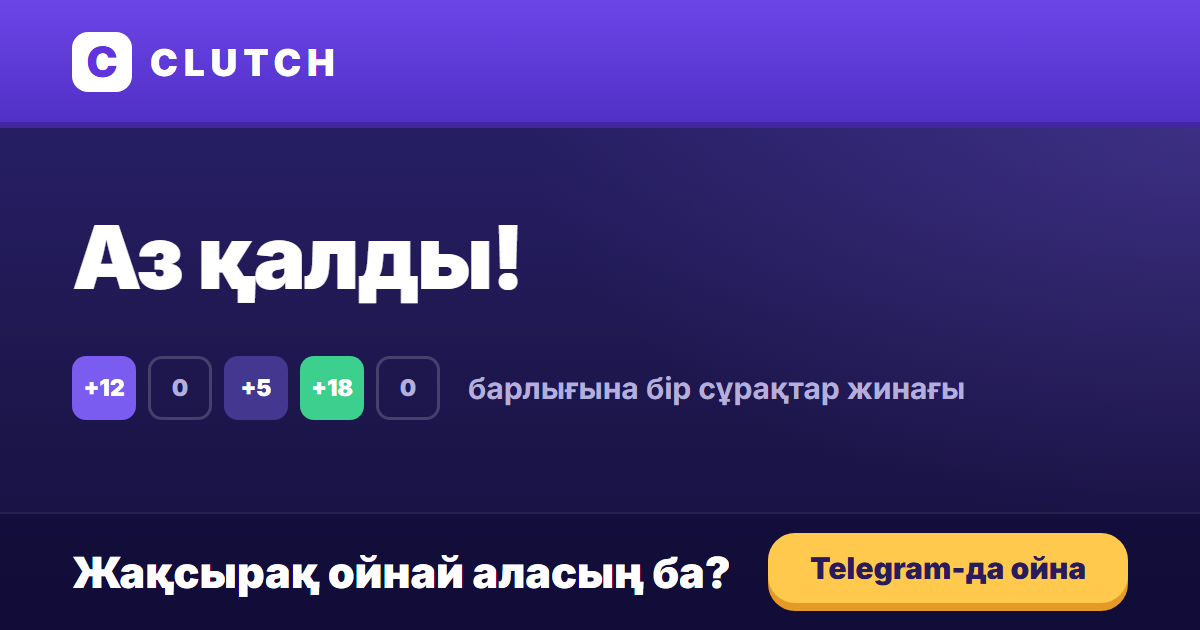 C CLUTCH
Аз қалды!
+12 0 +5 +18 0 барлығына бір сұрақтар жинағы
Жақсырақ ойнай аласың ба? Telegram-да ойна